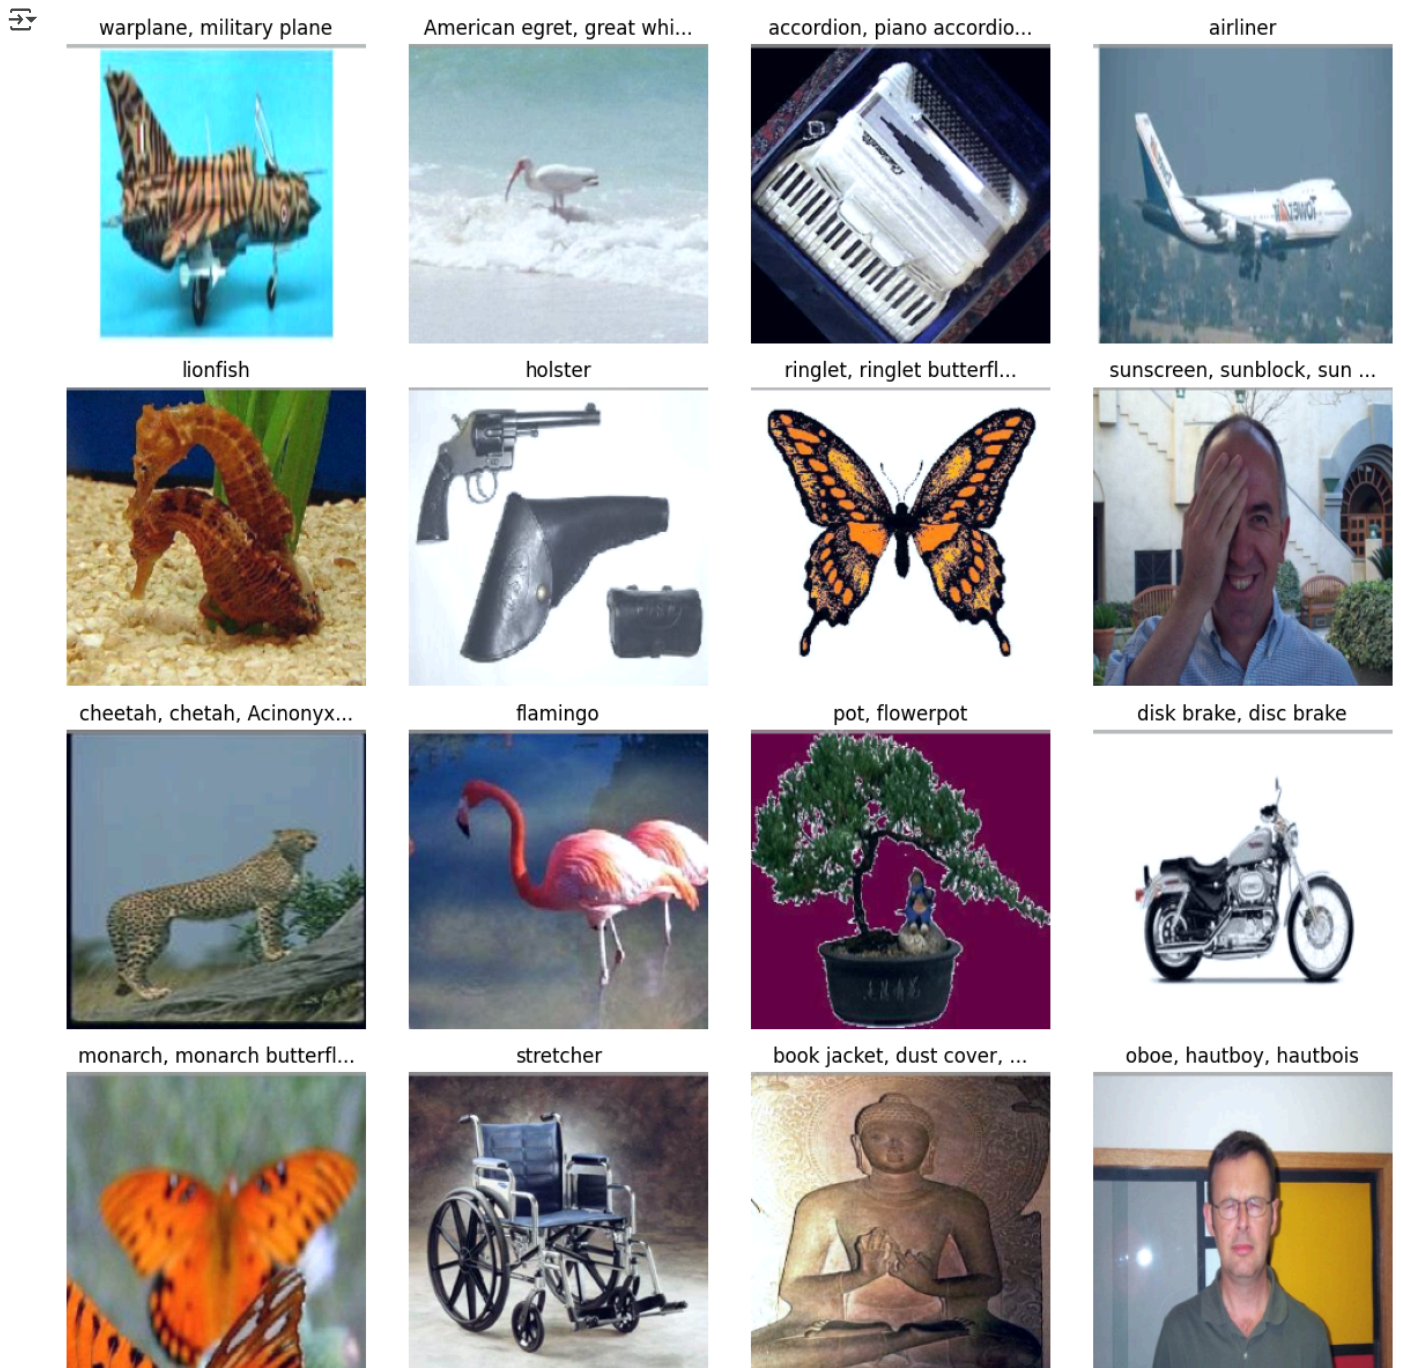 warplane, military plane
American egret, great whi...
accordion, piano accordio...
airliner
lionfish
holster
ringlet, ringlet butterfl...
sunscreen, sunblock, sun ...
cheetah, chetah, Acinonyx...
flamingo
pot, flowerpot
disk brake, disc brake
monarch, monarch butterfl...
stretcher
book jacket, dust cover, ...
oboe, hautboy, hautbois